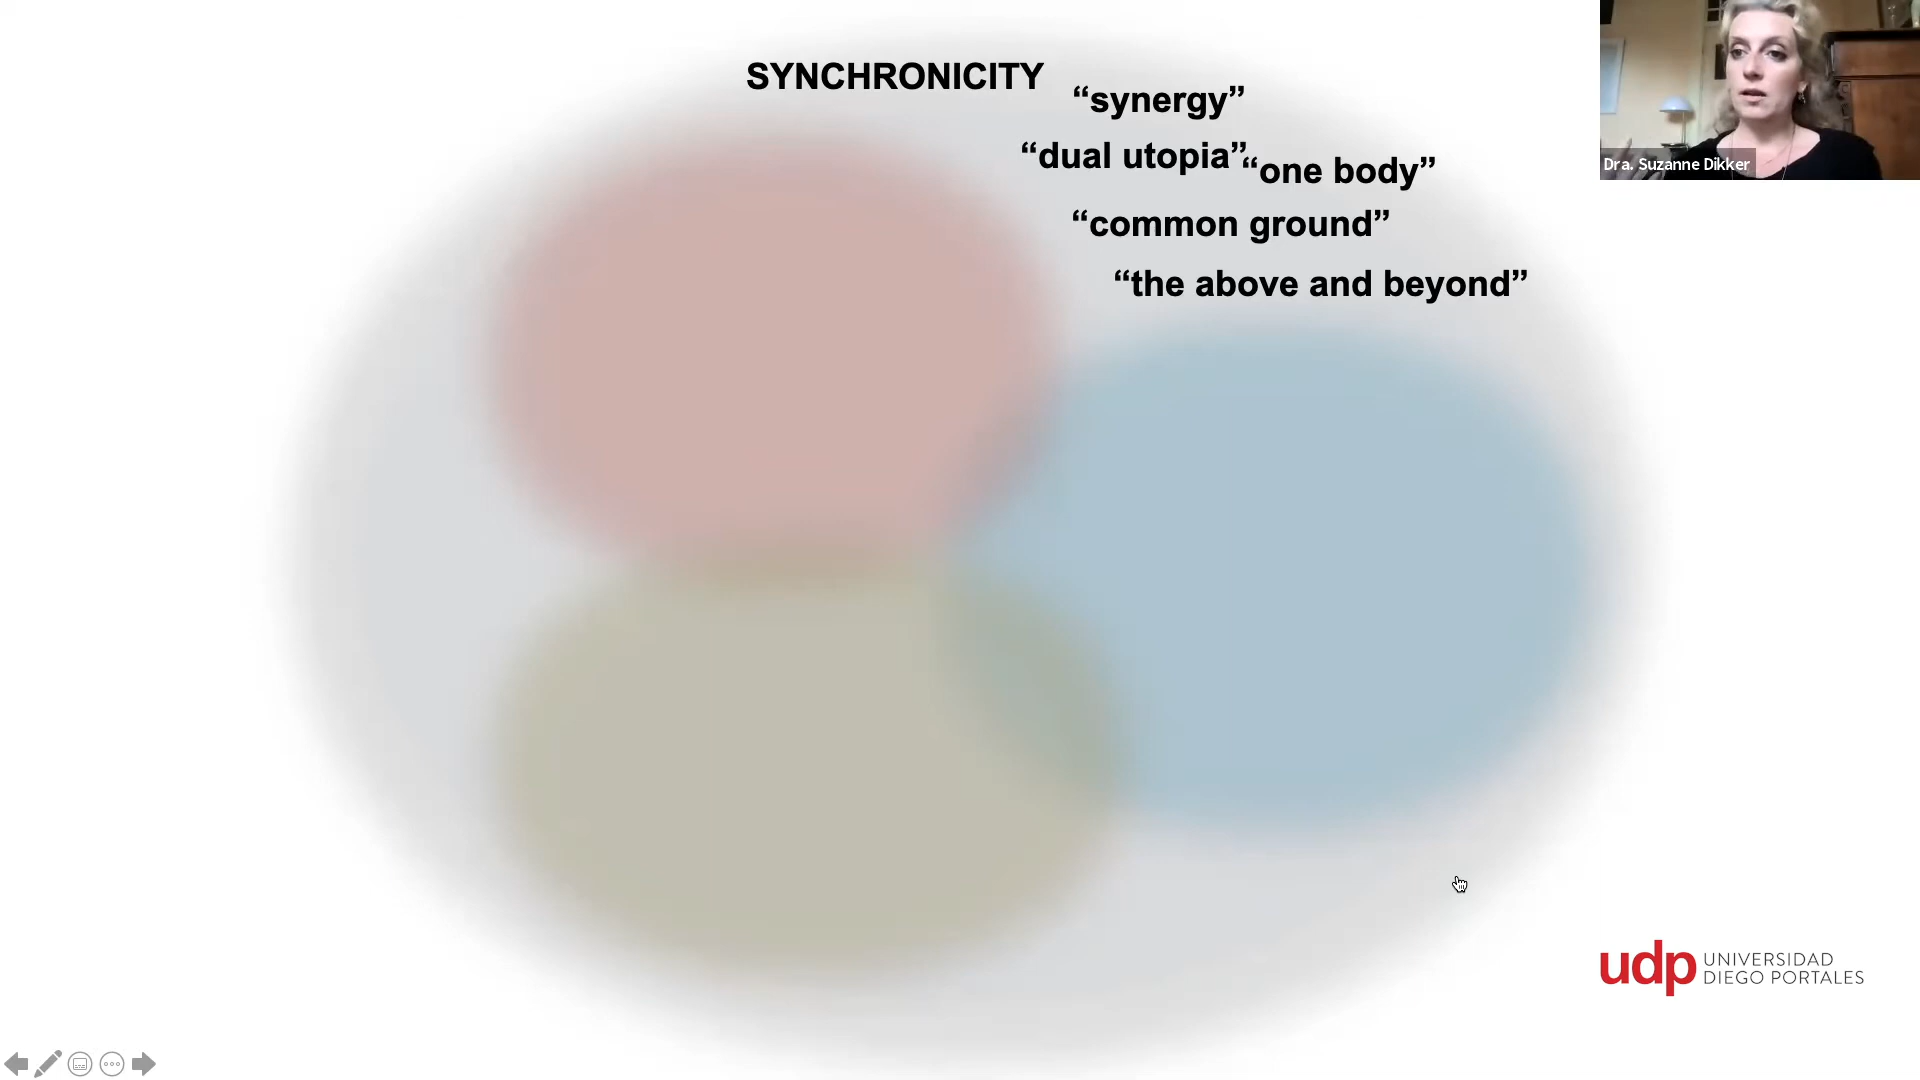 SYNCHRONICITY
“synergy”
“dual utopia”
“one body”
“common ground”
“the above and beyond”
Dra. Suzanne Dikker
udp UNIVERSIDAD
DIEGO PORTALES